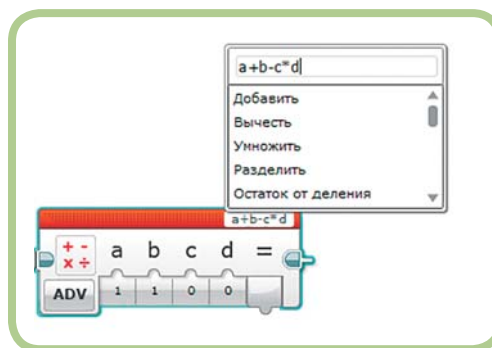 a+b-c*d
Добавить
Вычесть
Умножить
Разделить
Остаток от деления
a+b-c*d
+ -
× ÷
a b c d =
ADV 1 1 0 0